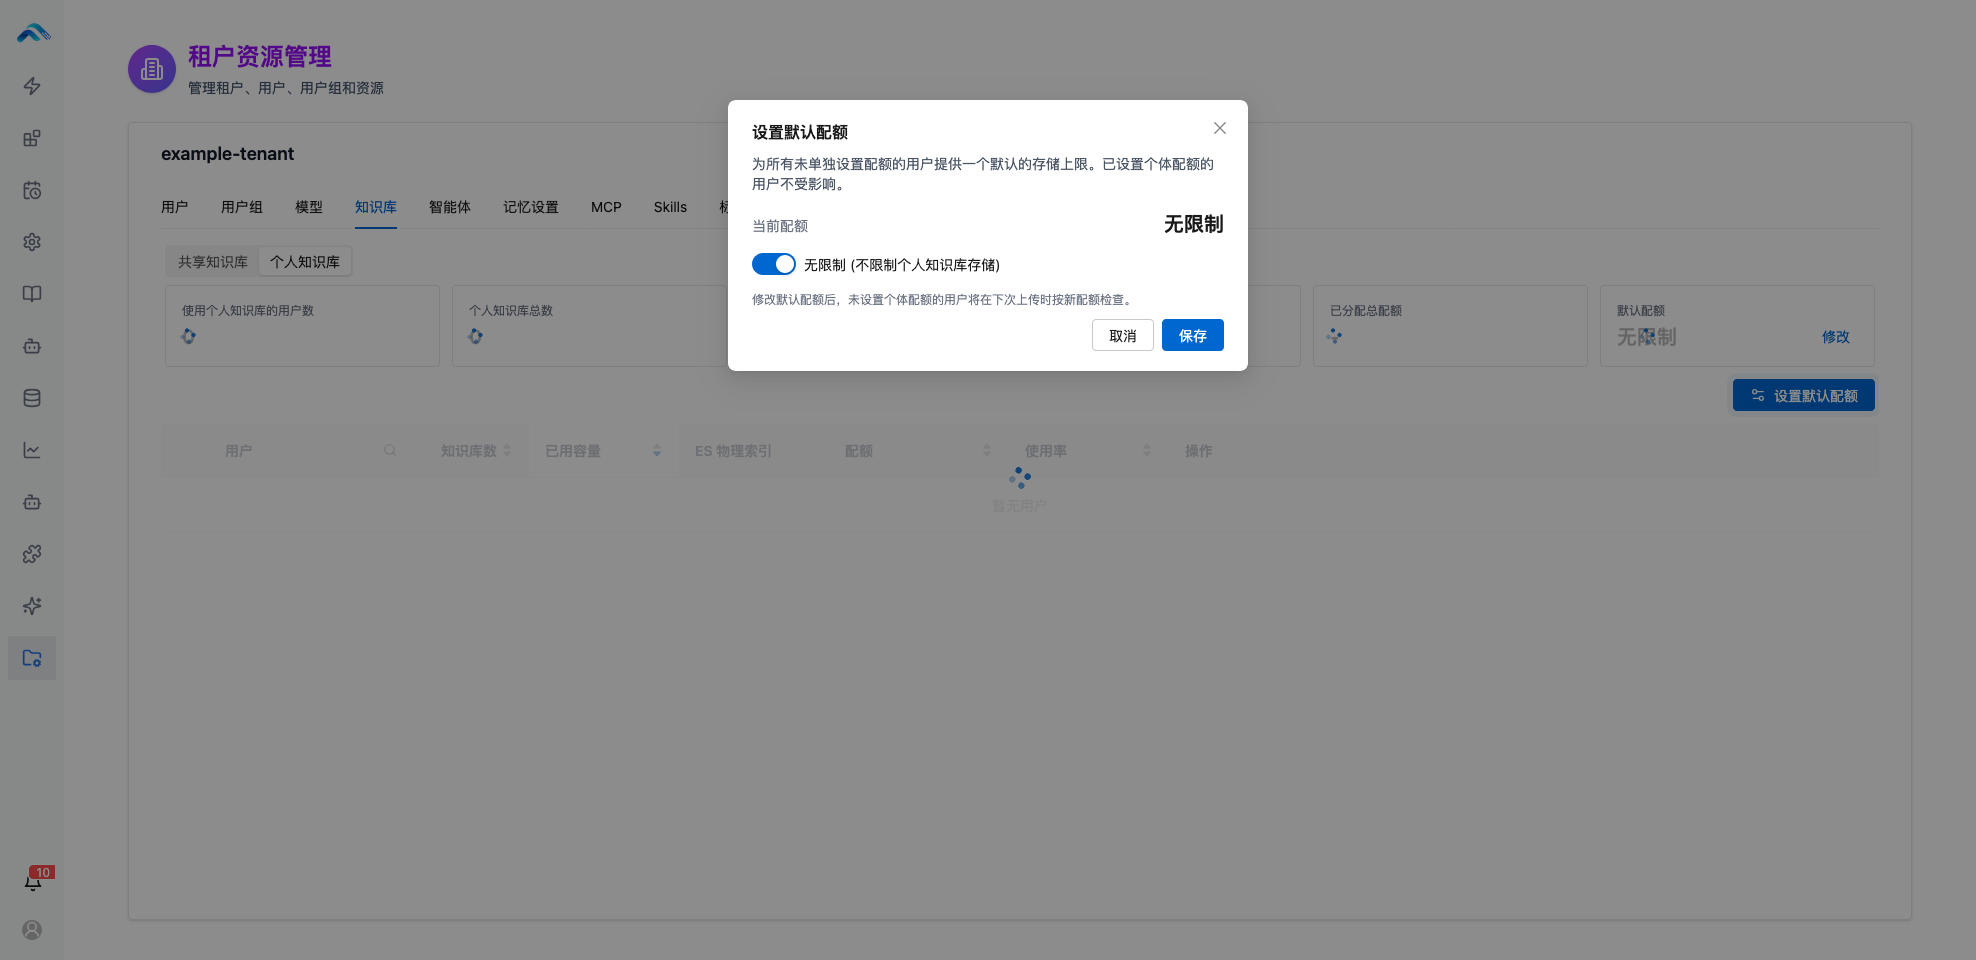 租户资源管理
管理租户、用户、用户组和资源
example-tenant
用户 用户组 模型 知识库 智能体 记忆设置 MCP Skills
共享知识库 个人知识库
使用个人知识库的用户数
个人知识库总数
已分配总配额
默认配额
无限制
修改
设置默认配额
用户 知识库数 已用容量 ES 物理索引 配额 使用率 操作
暂无用户
设置默认配额
为所有未单独设置配额的用户提供一个默认的存储上限。已设置个体配额的
用户不受影响。
当前配额 无限制
无限制 (不限制个人知识库存储)
修改默认配额后，未设置个体配额的用户将在下次上传时按新配额检查。
取消 保存
10